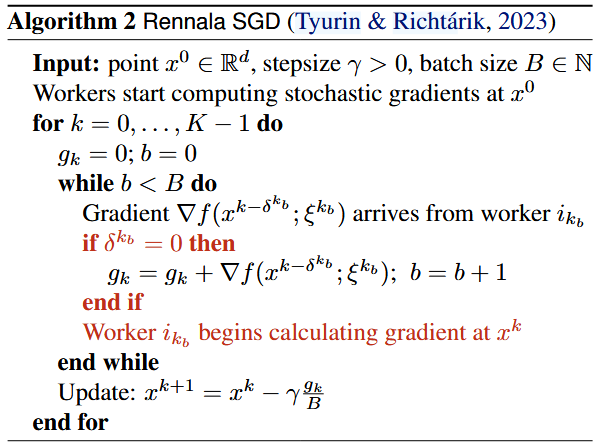 Algorithm 2 Rennala SGD (Tyurin & Richtárik, 2023)
Input: point $x^0 \in \mathbb{R}^d$, stepsize $\gamma > 0$, batch size $B \in \mathbb{N}$
Workers start computing stochastic gradients at $x^0$
for $k = 0, \ldots, K - 1$ do
$g_k = 0$; $b = 0$
while $b < B$ do
Gradient $\nabla f(x^{k-\delta^{k_b}}; \xi^{k_b})$ arrives from worker $i_{k_b}$
if $\delta^{k_b} = 0$ then
$g_k = g_k + \nabla f(x^{k-\delta^{k_b}}; \xi^{k_b})$; $b = b + 1$
end if
Worker $i_{k_b}$ begins calculating gradient at $x^k$
end while
Update: $x^{k+1} = x^k - \gamma \frac{g_k}{B}$
end for